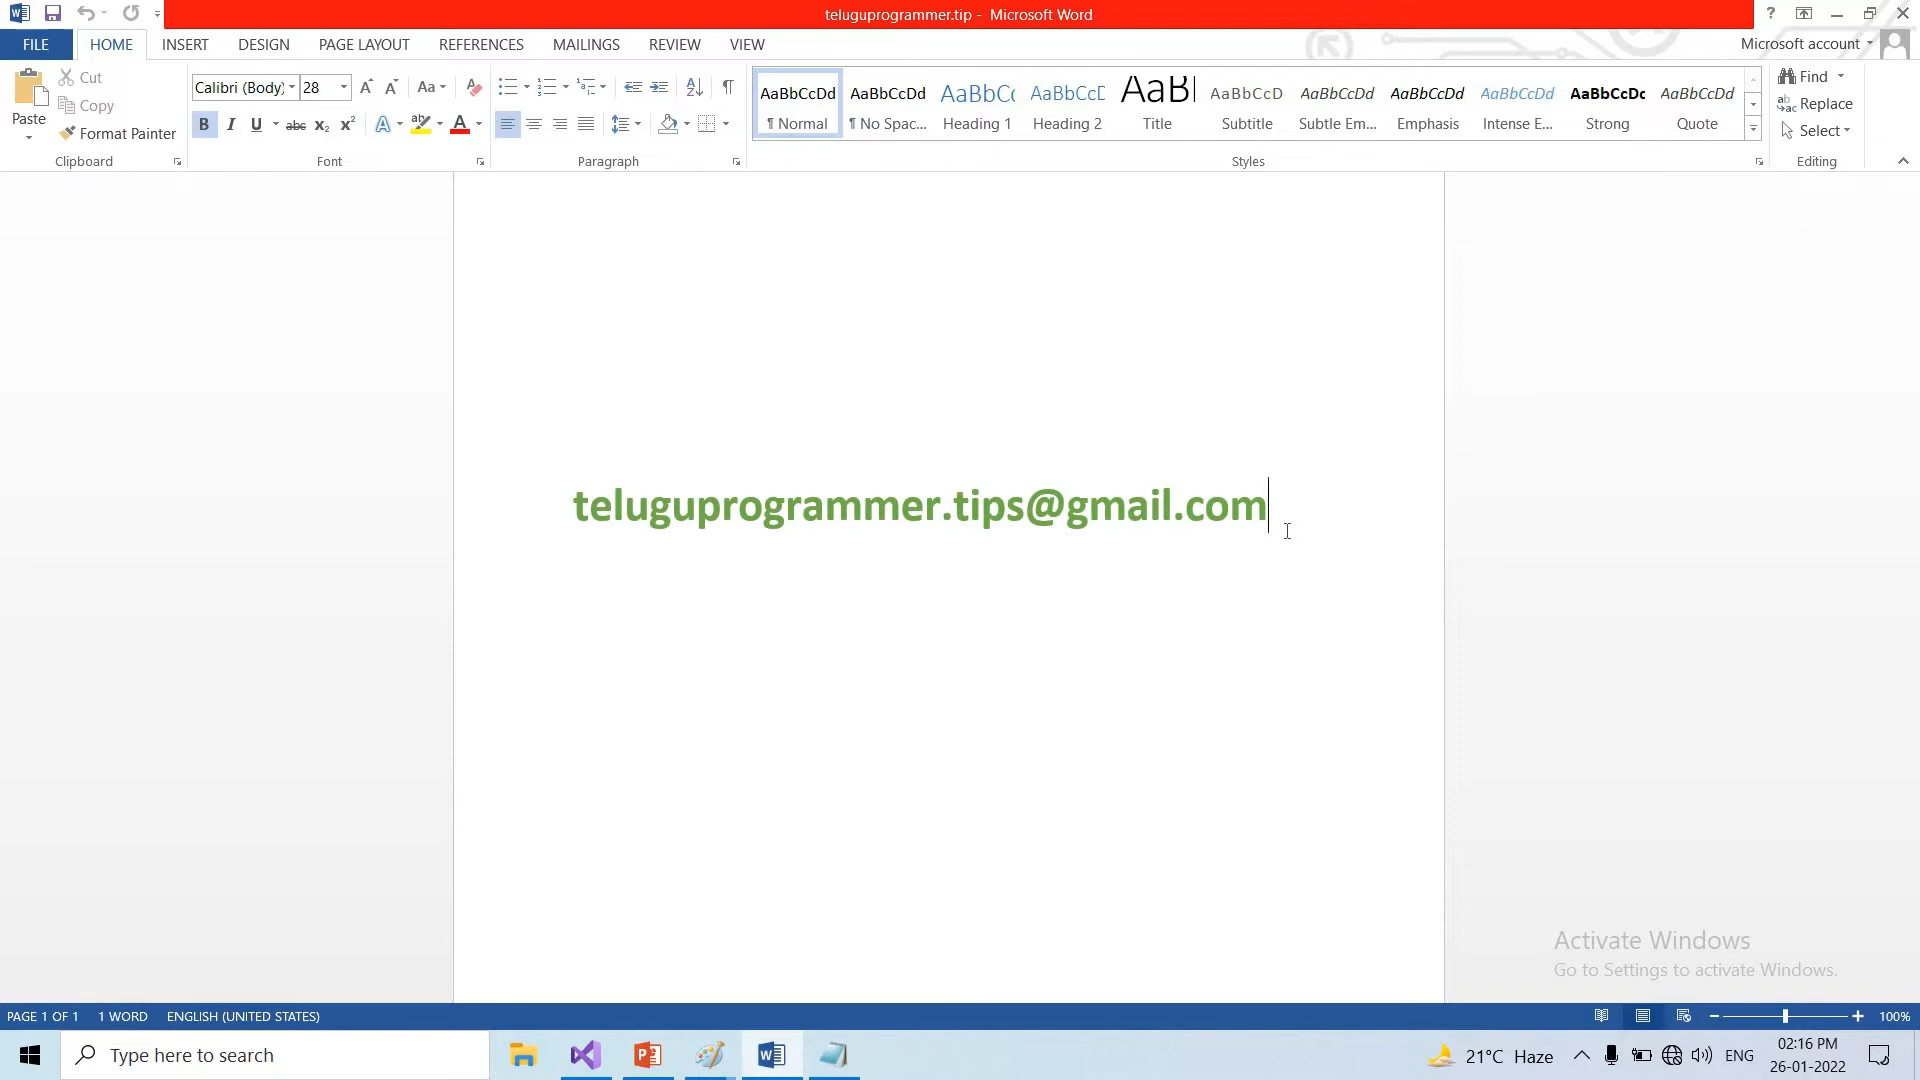 teluguprogrammer.tip - Microsoft Word
FILE HOME INSERT DESIGN PAGE LAYOUT REFERENCES MAILINGS REVIEW VIEW
Microsoft account
Paste
Cut
Copy
Format Painter
Clipboard
Calibri (Body) 28
Font
Paragraph
AaBbCcDd AaBbCcDd AaBbC AaBbCcD AaB AaBbCcD AaBbCcDd AaBbCcDd AaBbCcDd AaBbCcDc AaBbCcDd
¶ Normal ¶ No Spac... Heading 1 Heading 2 Title Subtitle Subtle Em... Emphasis Intense E... Strong Quote
Styles
Find
Replace
Select
Editing
teluguprogrammer.tips@gmail.com
Activate Windows
Go to Settings to activate Windows.
PAGE 1 OF 1 1 WORD ENGLISH (UNITED STATES)
100%
Type here to search
21°C Haze
ENG
02:16 PM
26-01-2022